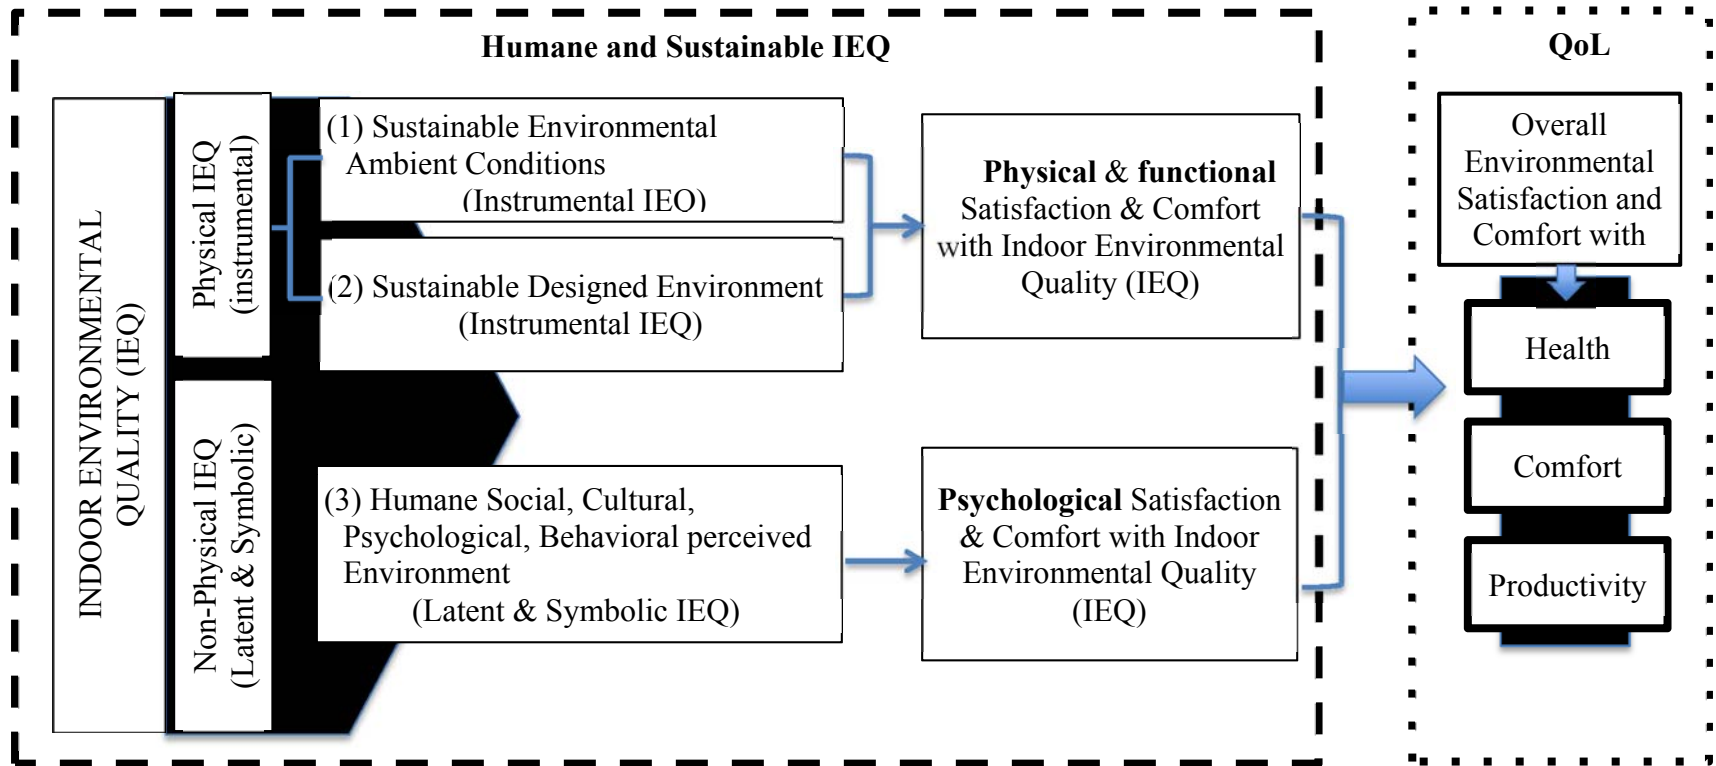 Humane and Sustainable IEQ
INDOOR ENVIRONMENTAL
QUALITY (IEQ)
Physical IEQ
(instrumental)
Non-Physical IEQ
(Latent & Symbolic)
(1) Sustainable Environmental
Ambient Conditions
(Instrumental IEQ)
(2) Sustainable Designed Environment
(Instrumental IEQ)
(3) Humane Social, Cultural,
Psychological, Behavioral perceived
Environment
(Latent & Symbolic IEQ)
Physical & functional
Satisfaction & Comfort
with Indoor Environmental
Quality (IEQ)
Psychological Satisfaction
& Comfort with Indoor
Environmental Quality
(IEQ)
QoL
Overall
Environmental
Satisfaction and
Comfort with
Health
Comfort
Productivity